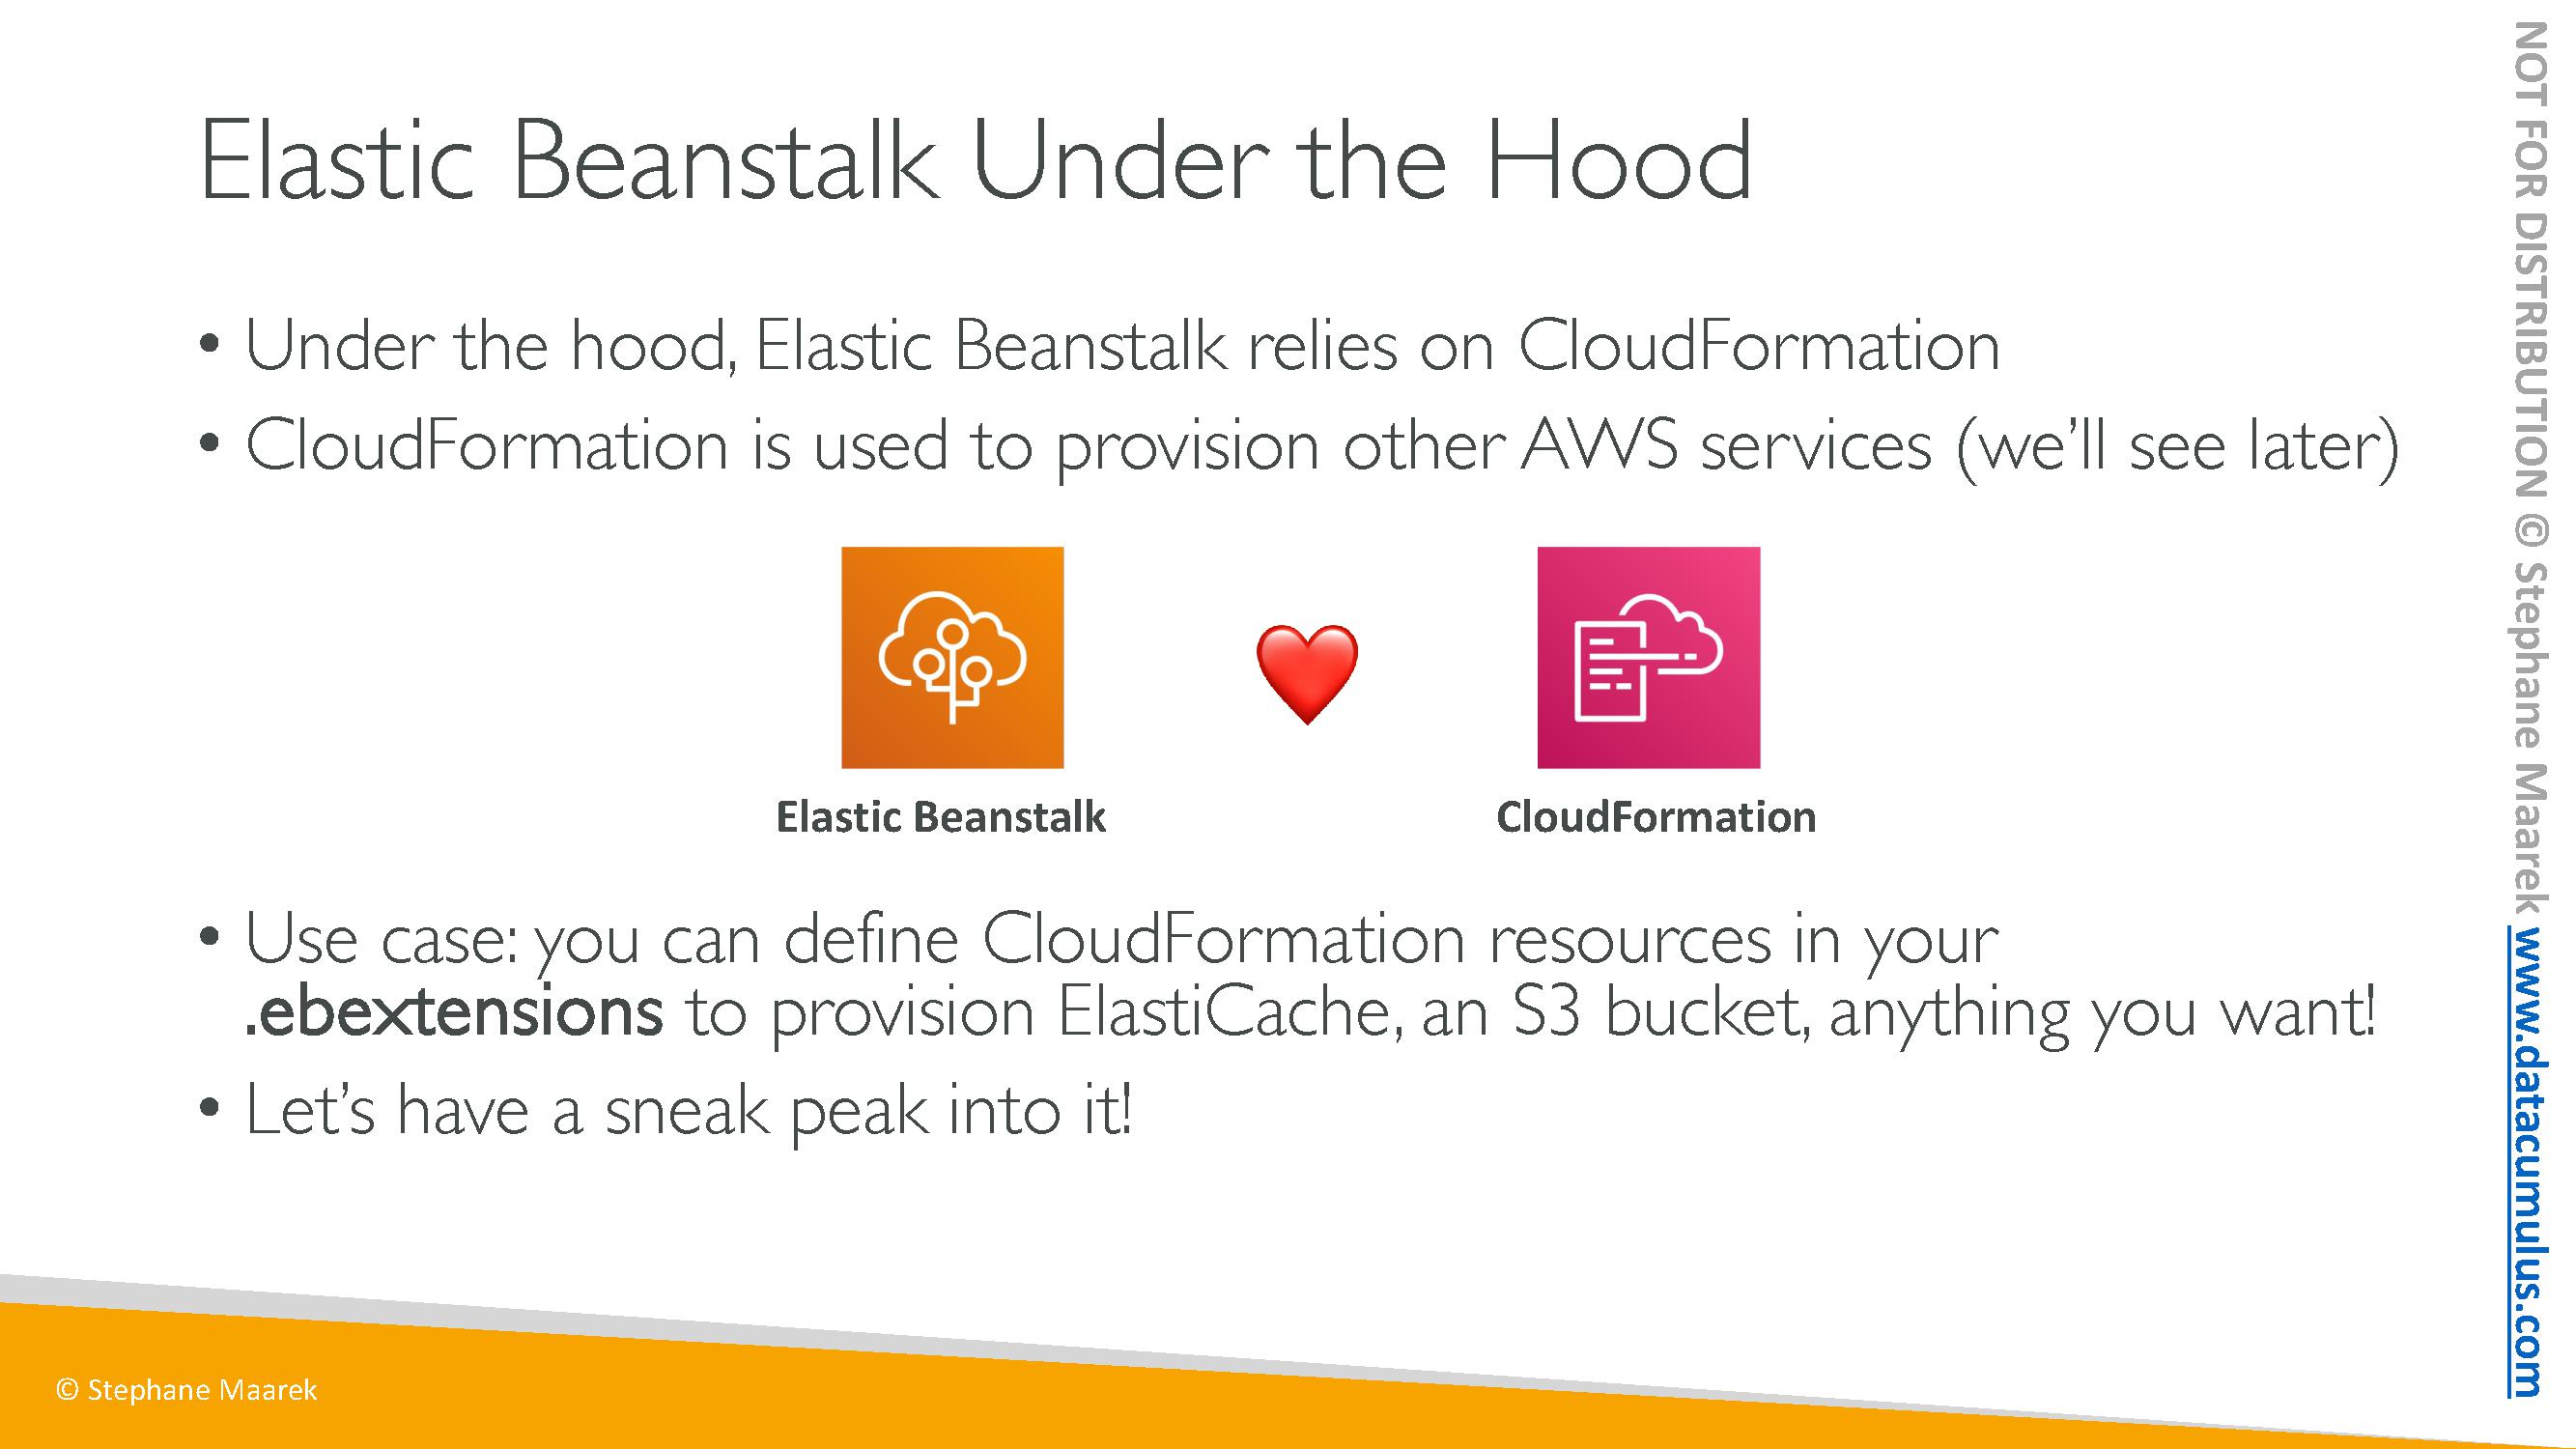 Elastic Beanstalk Under the Hood
• Under the hood, Elastic Beanstalk relies on CloudFormation
• CloudFormation is used to provision other AWS services (we’ll see later)
Elastic Beanstalk
CloudFormation
• Use case: you can define CloudFormation resources in your
.ebextensions to provision ElastiCache, an S3 bucket, anything you want!
• Let’s have a sneak peak into it!
© Stephane Maarek
NOT FOR DISTRIBUTION © Stephane Maarek www.datacumulus.com